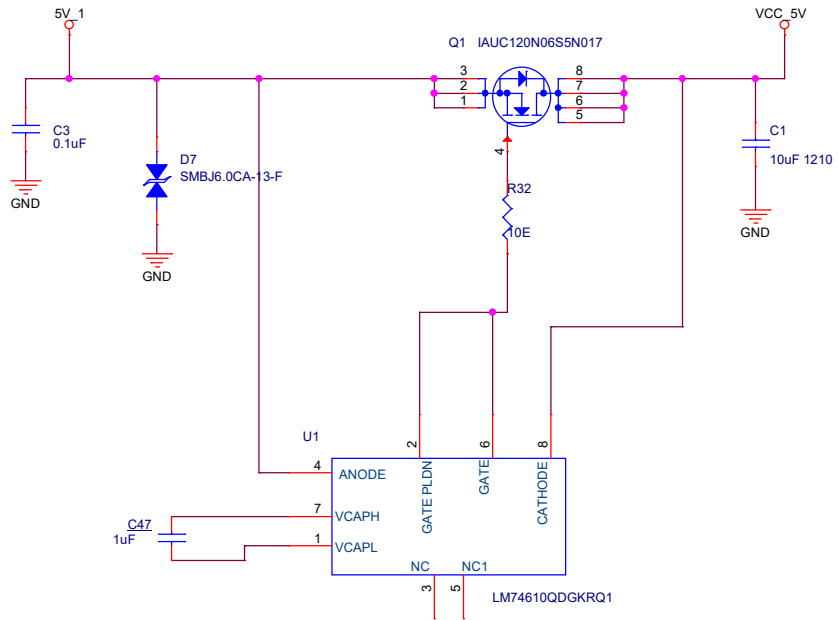 5V_1
VCC_5V
Q1 IAUC120N06S5N017
3
2
1
8
7
6
5
4
C3
0.1uF
GND
D7
SMBJ6.0CA-13-F
GND
R32
10E
C1
10uF 1210
GND
U1
2
6
8
4
ANODE
GATE PLDN
GATE
CATHODE
7
VCAPH
C47
1uF
1
VCAPL
NC
NC1
3
5
LM74610QDGKRQ1